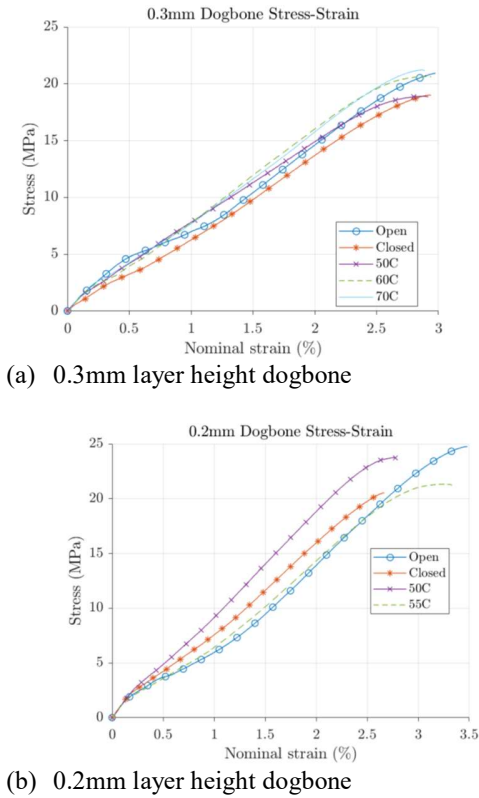 0.3mm Dogbone Stress-Strain
25
20
15
10
5
0
Stress (MPa)
Open
Closed
50C
60C
70C
0 0.5 1 1.5 2 2.5 3
Nominal strain (%)
(a) 0.3mm layer height dogbone
0.2mm Dogbone Stress-Strain
25
20
15
10
5
0
Stress (MPa)
Open
Closed
50C
55C
0 0.5 1 1.5 2 2.5 3 3.5
Nominal strain (%)
(b) 0.2mm layer height dogbone